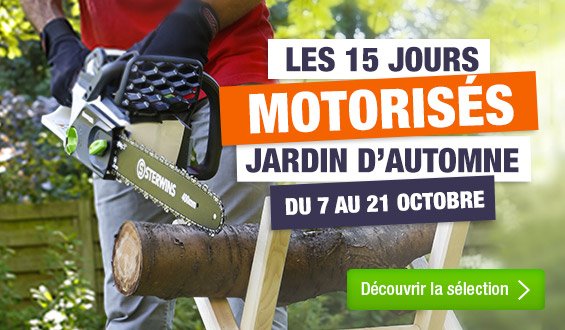 LES 15 JOURS
MOTORISÉS
JARDIN D'AUTOMNE
DU 7 AU 21 OCTOBRE
Découvrir la sélection
STERWINS